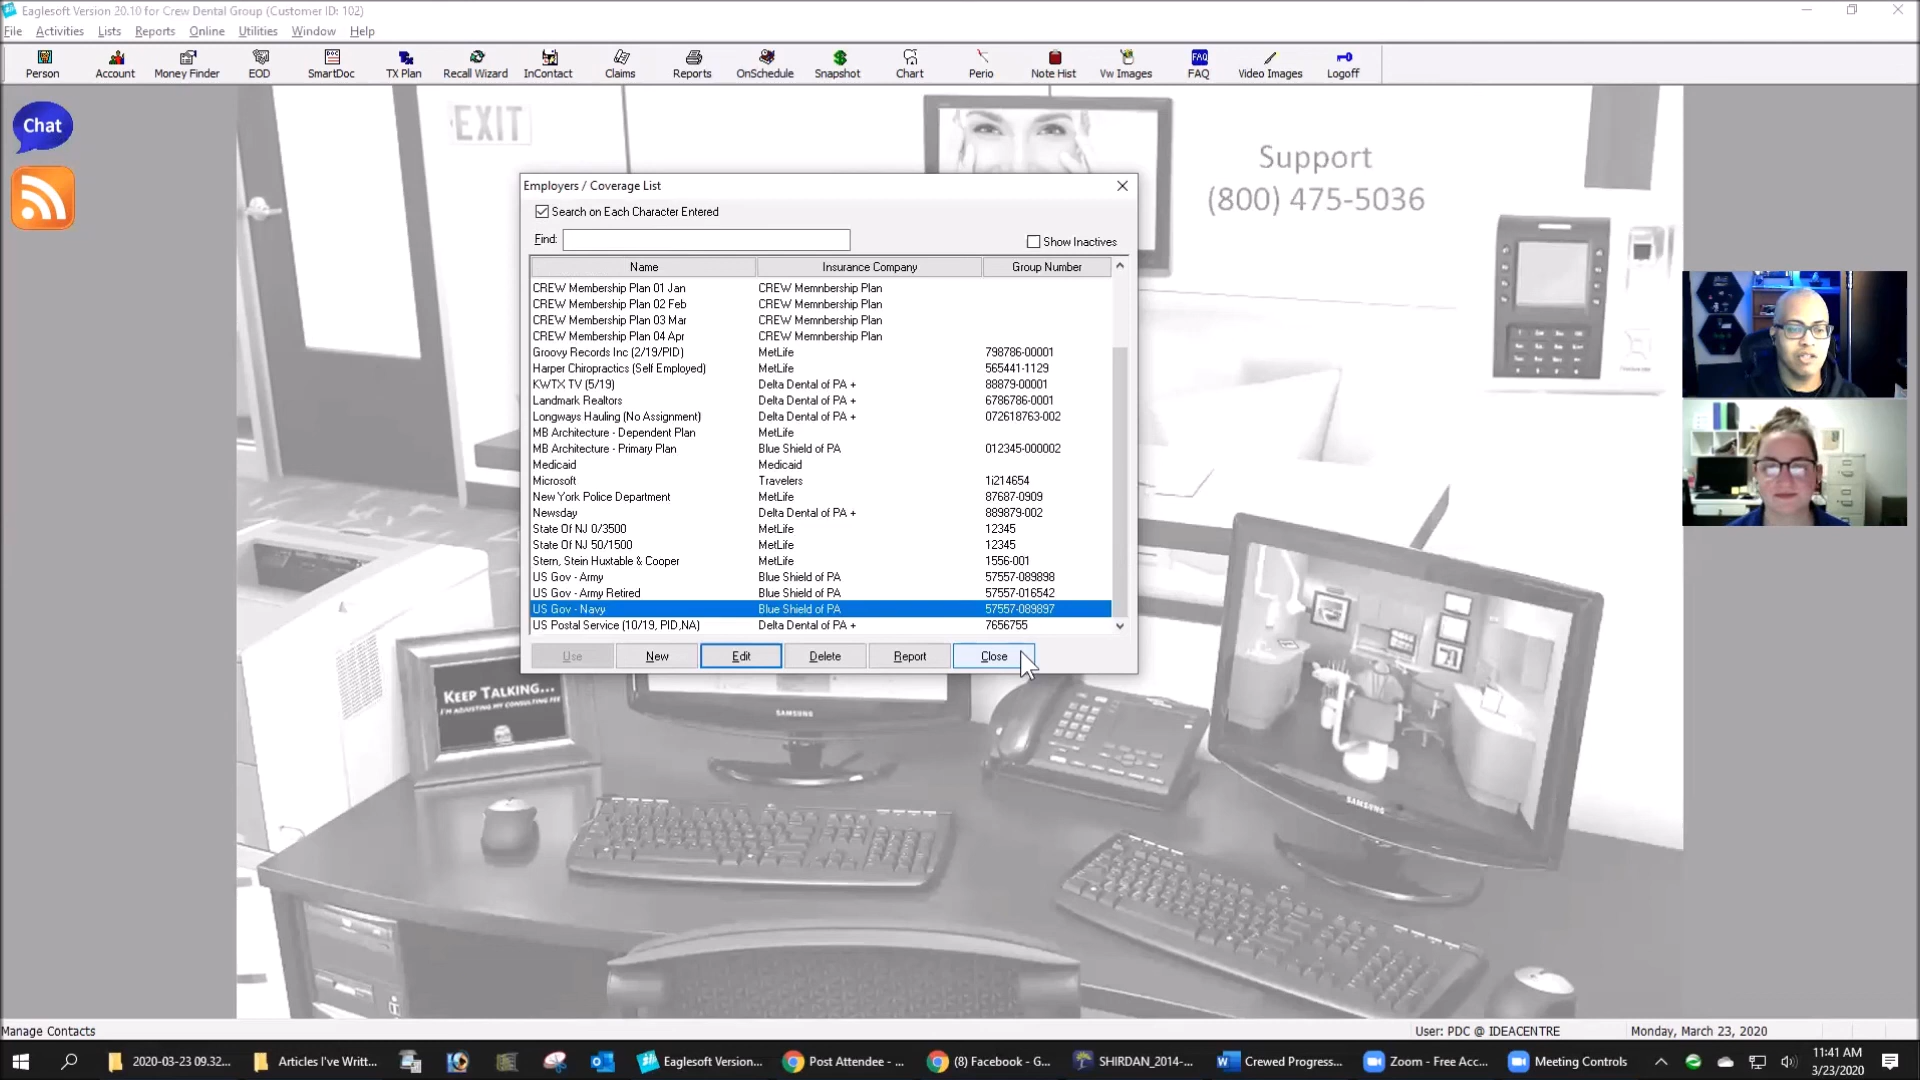 Eaglesoft Version 20.10 for Crew Dental Group (Customer ID: 102)
File Activities Lists Reports Online Utilities Window Help
Person Account Money Finder EOD SmartDoc TX Plan Recall Wizard InContact Claims Reports OnSchedule Snapshot Chart Perio Note Hist Vw Images FAQ Video Images Logoff
FAQ
Chat
EXIT
Support
(800) 475-5036
Employers / Coverage List
Search on Each Character Entered
Find:
Show Inactives
Name Insurance Company Group Number
CREW Membership Plan 01 Jan CREW Memnbership Plan
CREW Membership Plan 02 Feb CREW Memnbership Plan
CREW Membership Plan 03 Mar CREW Memnbership Plan
CREW Membership Plan 04 Apr CREW Memnbership Plan
Groovy Records Inc (2/19/PID) MetLife 798786-00001
Harper Chiropractics (Self Employed) MetLife 565441-1129
KWTX TV (5/19) Delta Dental of PA + 88879-00001
Landmark Realtors Delta Dental of PA + 6786786-0001
Longways Hauling (No Assignment) Delta Dental of PA + 072618763-002
MB Architecture - Dependent Plan MetLife
MB Architecture - Primary Plan Blue Shield of PA 012345-000002
Medicaid Medicaid
Microsoft Travelers 1i214654
New York Police Department MetLife 87687-0909
Newsday Delta Dental of PA + 889879-002
State Of NJ 0/3500 MetLife 12345
State Of NJ 50/1500 MetLife 12345
Stern, Stein Huxtable & Cooper MetLife 1556-001
US Gov - Army Blue Shield of PA 57557-089898
US Gov - Army Retired Blue Shield of PA 57557-016542
US Gov - Navy Blue Shield of PA 57557-089897
US Postal Service (10/19, PID,NA) Delta Dental of PA + 7656755
Use New Edit Delete Report Close
KEEP TALKING...
I'M ADJUSTING MY CONSULTING FEE
SAMSUNG
SAMSUNG
Manage Contacts
User: PDC @ IDEACENTRE
Monday, March 23, 2020
2020-03-23 09.32... Articles I've Writt... Eaglesoft Version... Post Attendee - ... (8) Facebook - G... SHIRDAN_2014-... Crewed Progress... Zoom - Free Acc... Meeting Controls
11:41 AM
3/23/2020